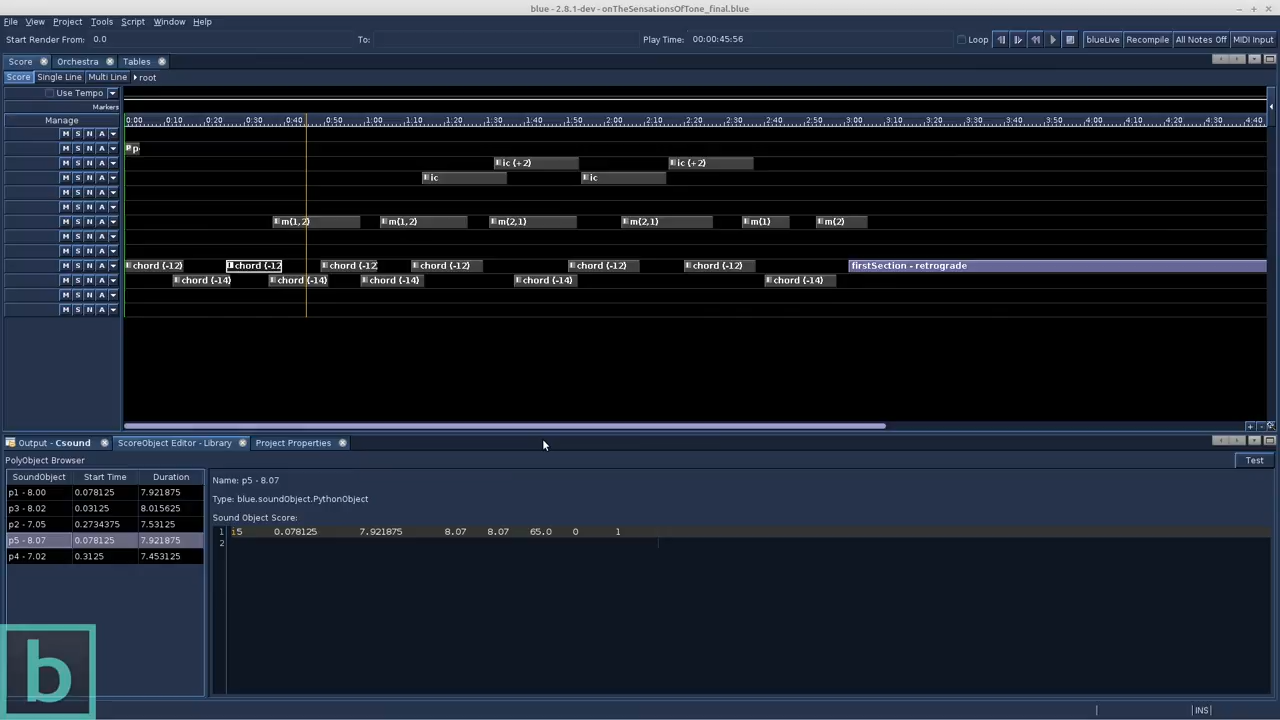 blue - 2.8.1-dev - onTheSensationsOfTone_final.blue
File View Project Tools Script Window Help
Start Render From: 0.0 To: Play Time: 00:00:45:56 Loop blueLive Recompile All Notes Off MIDI Input
Score Orchestra Tables
Score Single Line Multi Line root
Use Tempo
Markers
Manage 0:00 0:10 0:20 0:30 0:40 0:50 1:00 1:10 1:20 1:30 1:40 1:50 2:00 2:10 2:20 2:30 2:40 2:50 3:00 3:10 3:20 3:30 3:40 3:50 4:00 4:10 4:20 4:30 4:40
M S N A
M S N A p
M S N A ic (+2) ic (+2)
M S N A ic ic
M S N A
M S N A
M S N A m(1,2) m(1,2) m(2,1) m(2,1) m(1) m(2)
M S N A
M S N A
M S N A chord (-12) chord (-12 chord (-12 chord (-12) chord (-12) chord (-12) firstSection - retrograde
M S N A chord (-14) chord (-14) chord (-14) chord (-14) chord (-14)
M S N A
M S N A
Output - Csound ScoreObject Editor - Library Project Properties
PolyObject Browser Test
SoundObject Start Time Duration
p1 - 8.00 0.078125 7.921875
p3 - 8.02 0.03125 8.015625
p2 - 7.05 0.2734375 7.53125
p5 - 8.07 0.078125 7.921875
p4 - 7.02 0.3125 7.453125
Name: p5 - 8.07
Type: blue.soundObject.PythonObject
Sound Object Score:
1 i5 0.078125 7.921875 8.07 8.07 65.0 0 1
2
b
INS